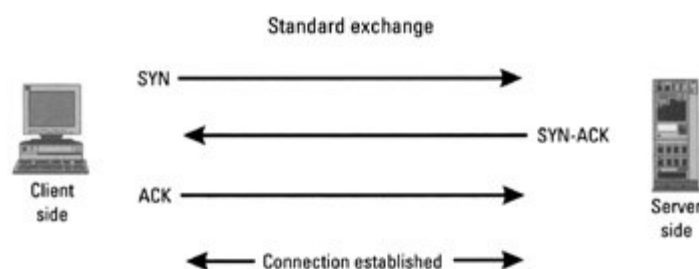 Standard exchange
SYN
SYN-ACK
Client
side
ACK
Server
side
Connection established